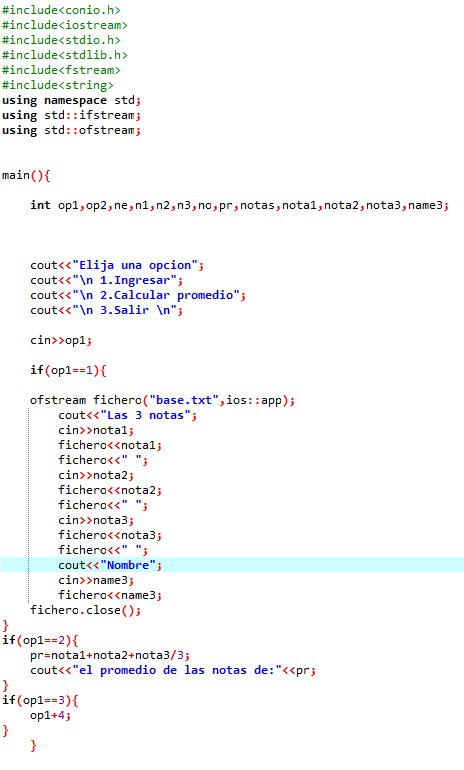 #include<conio.h>
#include<iostream>
#include<stdio.h>
#include<stdlib.h>
#include<fstream>
#include<string>
using namespace std;
using std::ifstream;
using std::ofstream;
main(){
int op1,op2,ne,n1,n2,n3,no,pr,notas,nota1,nota2,nota3,name3;
cout<<"Elija una opcion";
cout<<"\n 1.Ingresar";
cout<<"\n 2.Calcular promedio";
cout<<"\n 3.Salir \n";
cin>>op1;
if(op1==1){
ofstream fichero("base.txt",ios::app);
cout<<"Las 3 notas";
cin>>nota1;
fichero<<nota1;
fichero<<" ";
cin>>nota2;
fichero<<nota2;
fichero<<" ";
cin>>nota3;
fichero<<nota3;
fichero<<" ";
cout<<"Nombre";
cin>>name3;
fichero<<name3;
fichero.close();
}
if(op1==2){
pr=nota1+nota2+nota3/3;
cout<<"el promedio de las notas de:"<<pr;
}
if(op1==3){
op1+4;
}
}